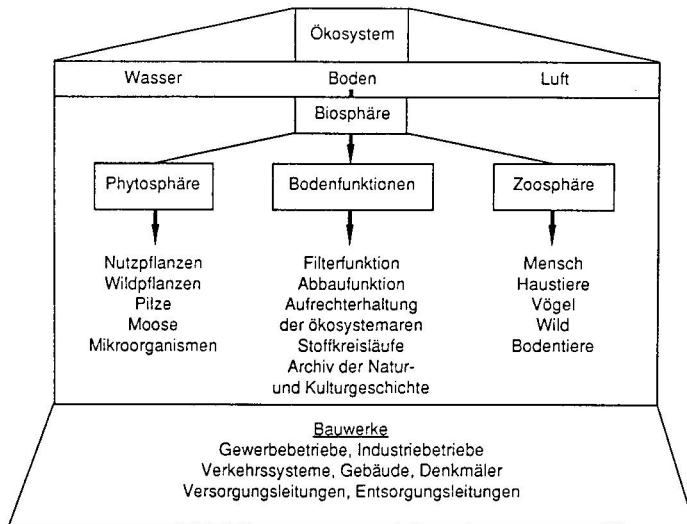 Ökosystem
Wasser Boden Luft
Biosphäre
Phytosphäre Bodenfunktionen Zoosphäre
Nutzpflanzen
Wildpflanzen
Pilze
Moose
Mikroorganismen
Filterfunktion
Abbaufunktion
Aufrechterhaltung
der ökosystemaren
Stoffkreisläufe
Archiv der Natur-
und Kulturgeschichte
Mensch
Haustiere
Vögel
Wild
Bodentiere
Bauwerke
Gewerbebetriebe, Industriebetriebe
Verkehrssysteme, Gebäude, Denkmäler
Versorgungsleitungen, Entsorgungsleitungen